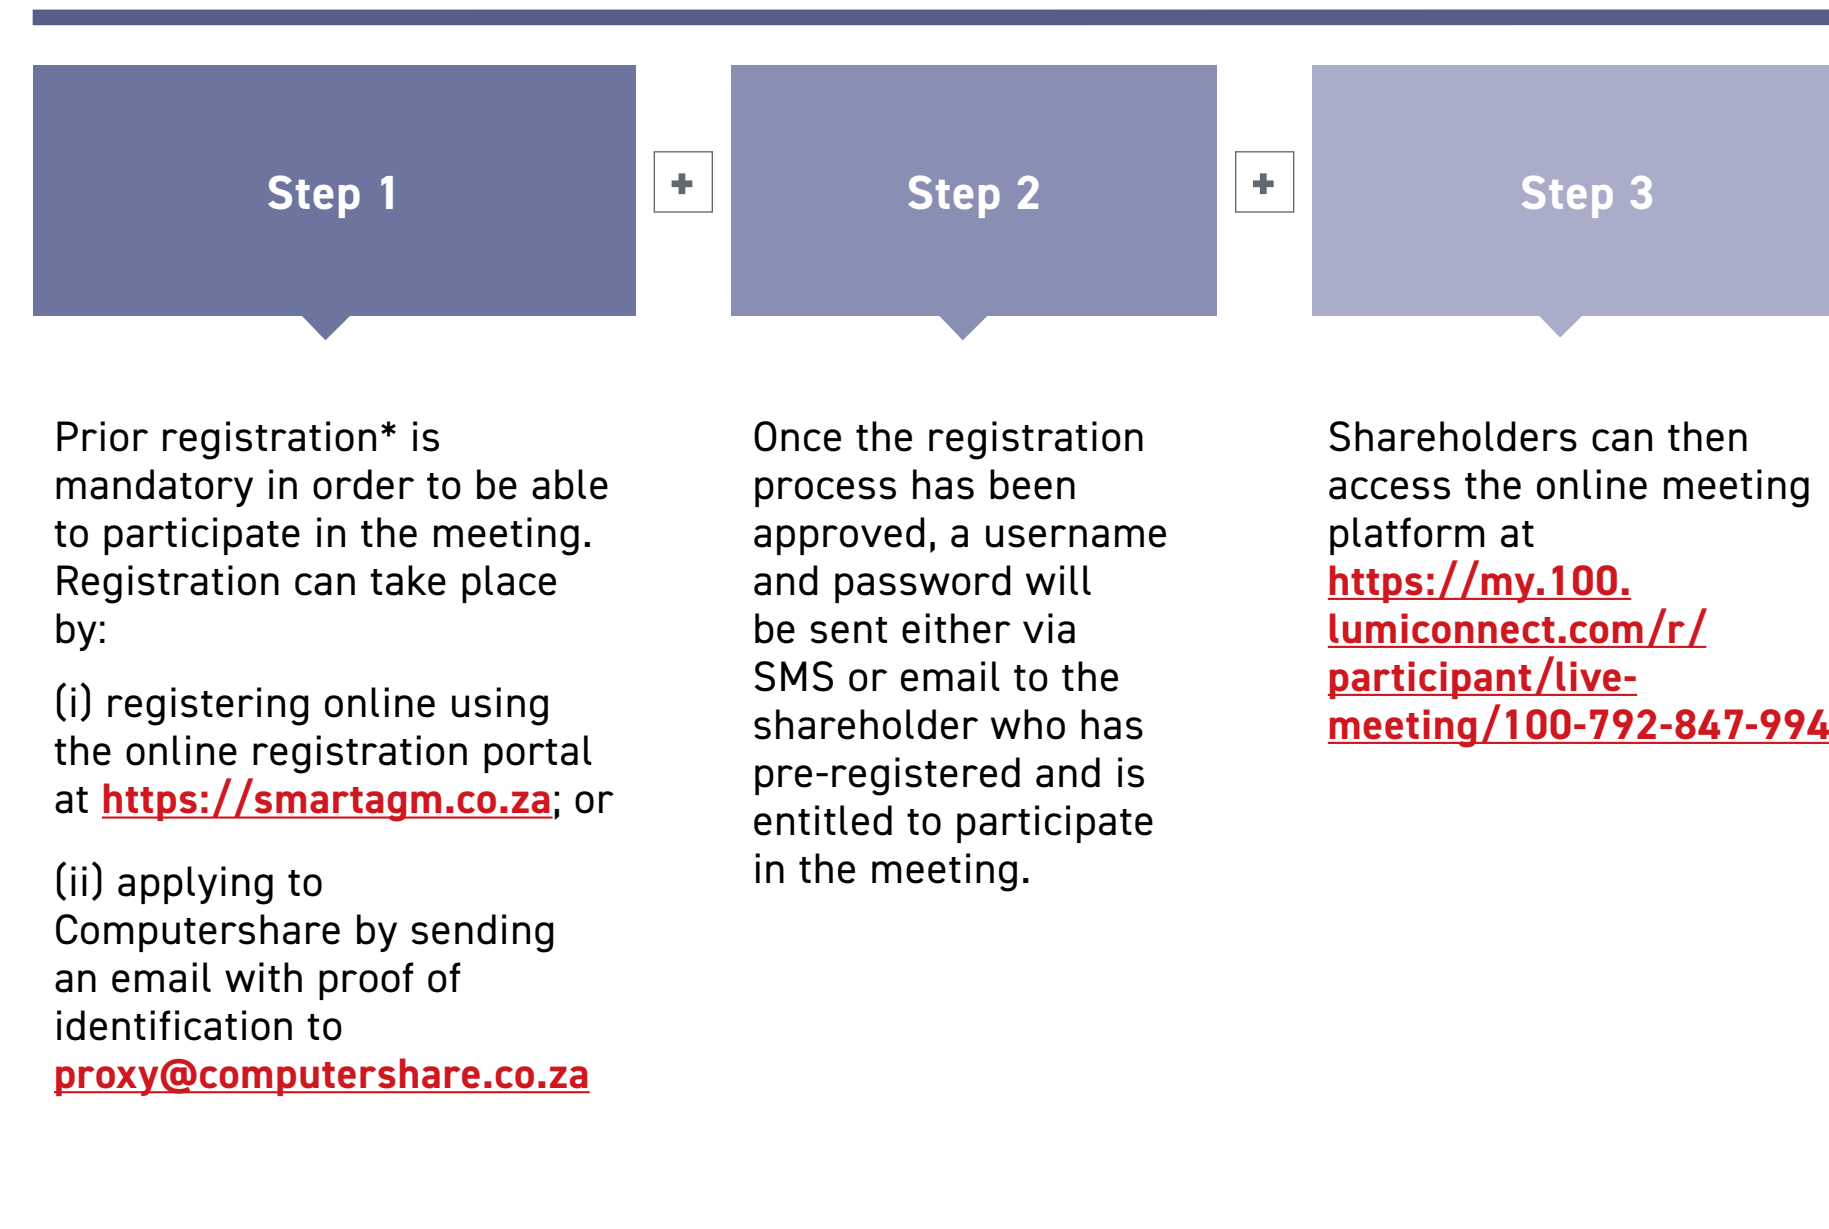 Step 1
Prior registration* is
mandatory in order to be able
to participate in the meeting.
Registration can take place
by:
(i) registering online using
the online registration portal
at https://smartagm.co.za; or
(ii) applying to
Computershare by sending
an email with proof of
identification to
proxy@computershare.co.za
+
Step 2
Once the registration
process has been
approved, a username
and password will
be sent either via
SMS or email to the
shareholder who has
pre-registered and is
entitled to participate
in the meeting.
+
Step 3
Shareholders can then
access the online meeting
platform at
https://my.100.
lumiconnect.com/r/
participant/live-
meeting/100-792-847-994